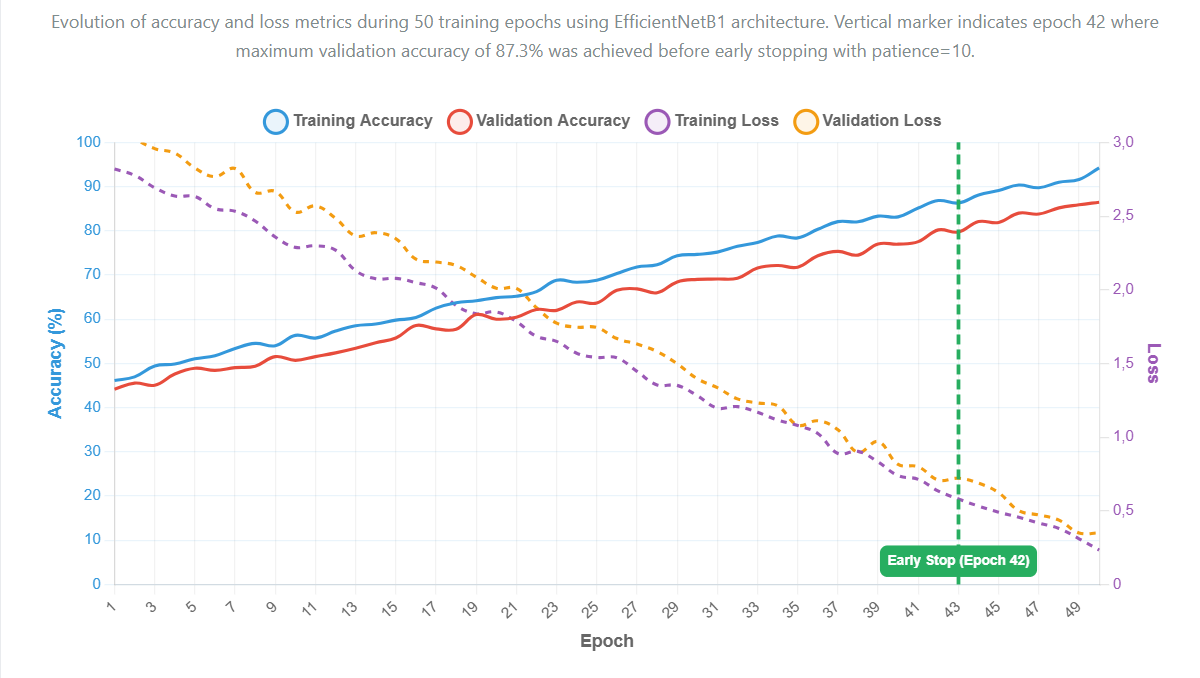 Evolution of accuracy and loss metrics during 50 training epochs using EfficientNetB1 architecture. Vertical marker indicates epoch 42 where
maximum validation accuracy of 87.3% was achieved before early stopping with patience=10.
Training Accuracy Validation Accuracy Training Loss Validation Loss
100
90
80
70
60
50
40
30
20
10
0
Accuracy (%)
3,0
2,5
2,0
1,5
1,0
0,5
0
Loss
Early Stop (Epoch 42)
1 3 5 7 9 11 13 15 17 19 21 23 25 27 29 31 33 35 37 39 41 43 45 47 49
Epoch